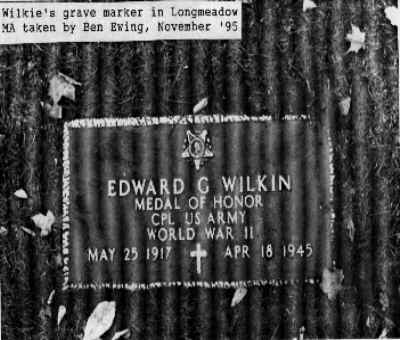 Wilkie's grave marker in Longmeadow
MA taken by Ben Ewing, November '95
EDWARD G WILKIN
MEDAL OF HONOR
CPL US ARMY
WORLD WAR II
MAY 25 1917 APR 18 1945